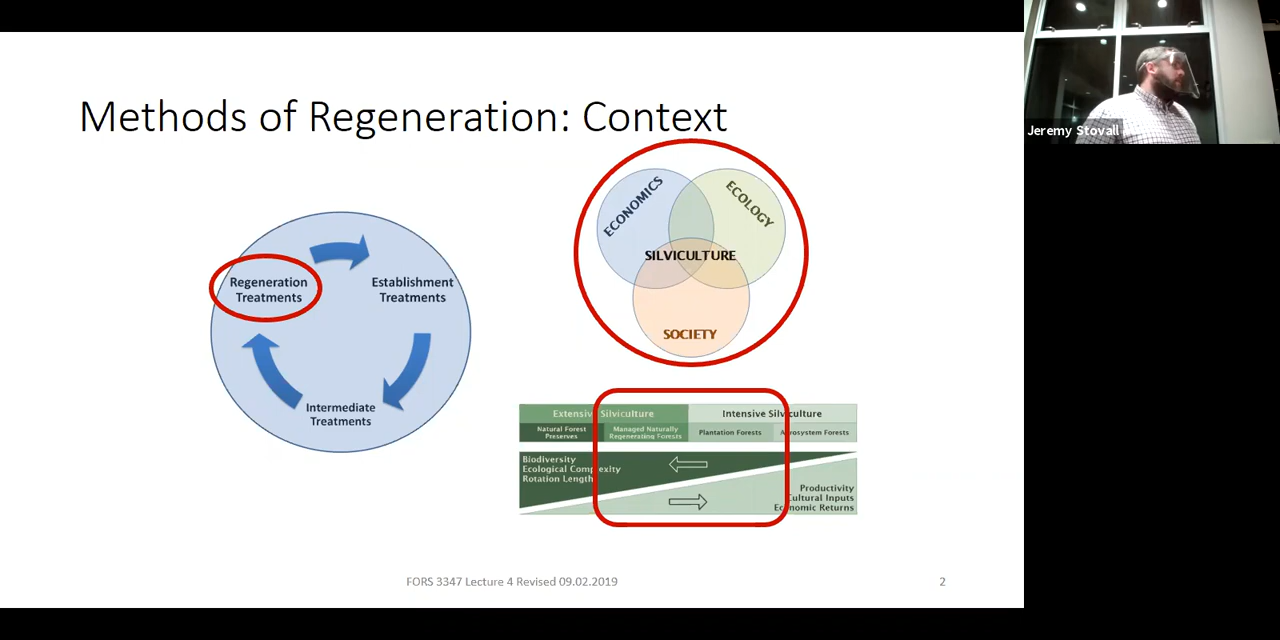 Methods of Regeneration: Context
Jeremy Stovall
Regeneration
Treatments
Establishment
Treatments
Intermediate
Treatments
ECONOMICS
ECOLOGY
SILVICULTURE
SOCIETY
Extensive Silviculture
Intensive Silviculture
Natural Forest
Preserves
Managed Naturally
Regenerating Forests
Plantation Forests
Agrosystem Forests
Biodiversity
Ecological Complexity
Rotation Length
Productivity
Cultural Inputs
Economic Returns
FORS 3347 Lecture 4 Revised 09.02.2019
2